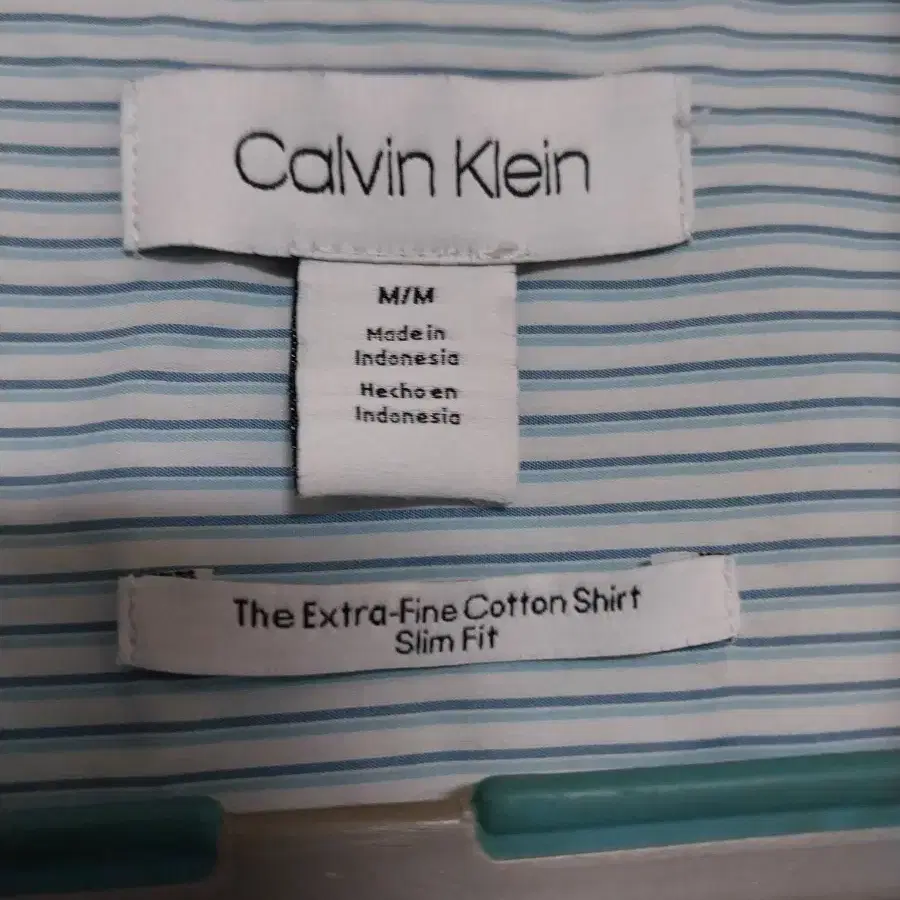 Calvin Klein
M/M
Made in
Indonesia
Hecho en
Indonesia
The Extra-Fine Cotton Shirt
Slim Fit